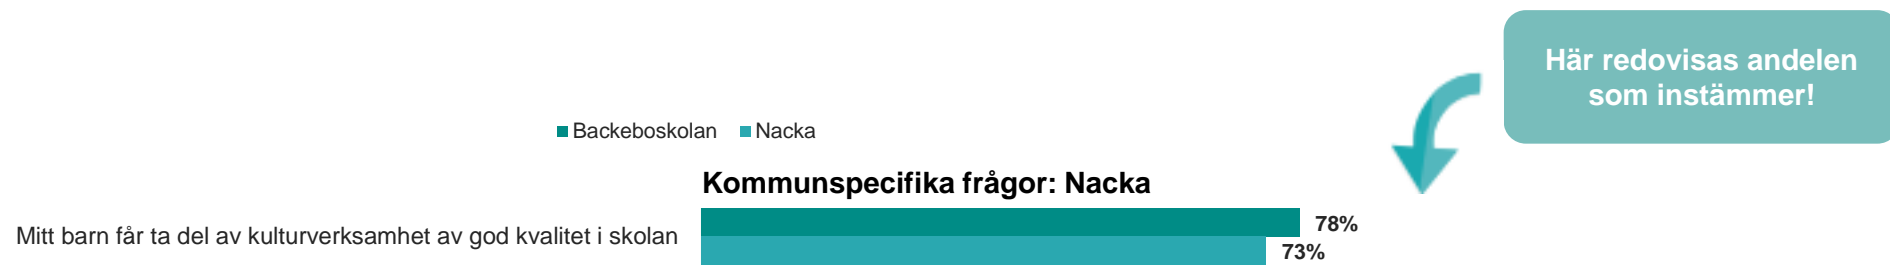 Här redovisas andelen
som instämmer!
Backeboskolan Nacka
Kommunspecifika frågor: Nacka
Mitt barn får ta del av kulturverksamhet av god kvalitet i skolan
78%
73%